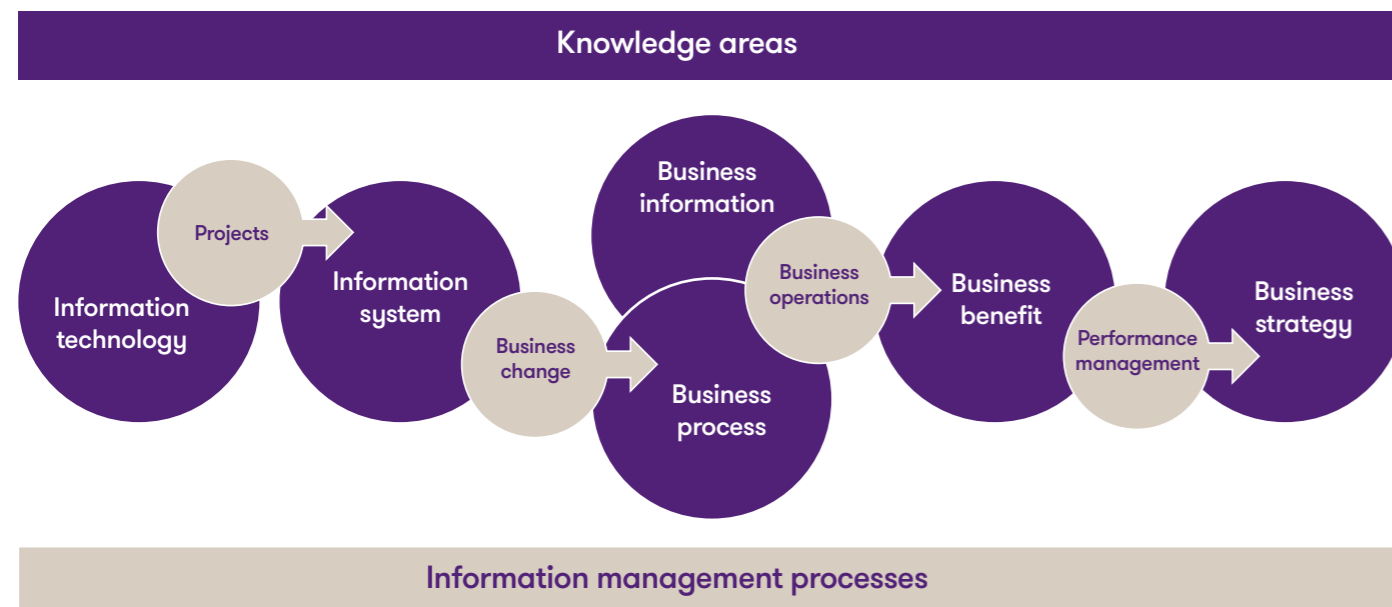 Knowledge areas
Information
technology
Projects
Information
system
Business
change
Business
information
Business
process
Business
operations
Business
benefit
Performance
management
Business
strategy
Information management processes